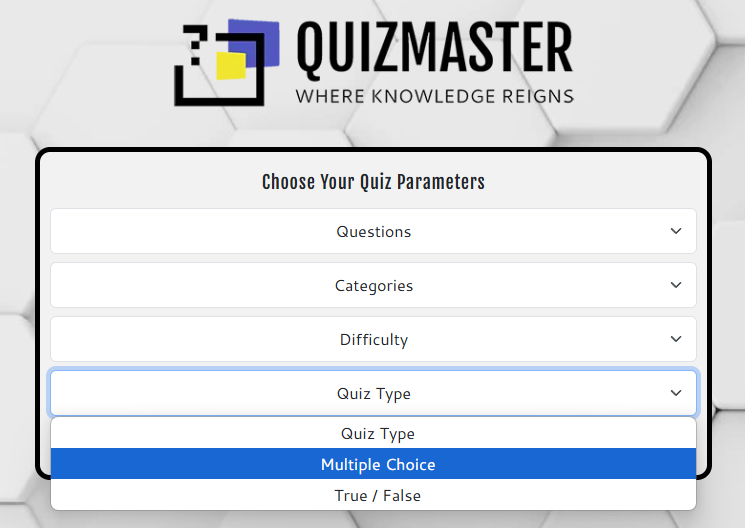 QUIZMASTER
WHERE KNOWLEDGE REIGNS
Choose Your Quiz Parameters
Questions
Categories
Difficulty
Quiz Type
Quiz Type
Multiple Choice
True / False